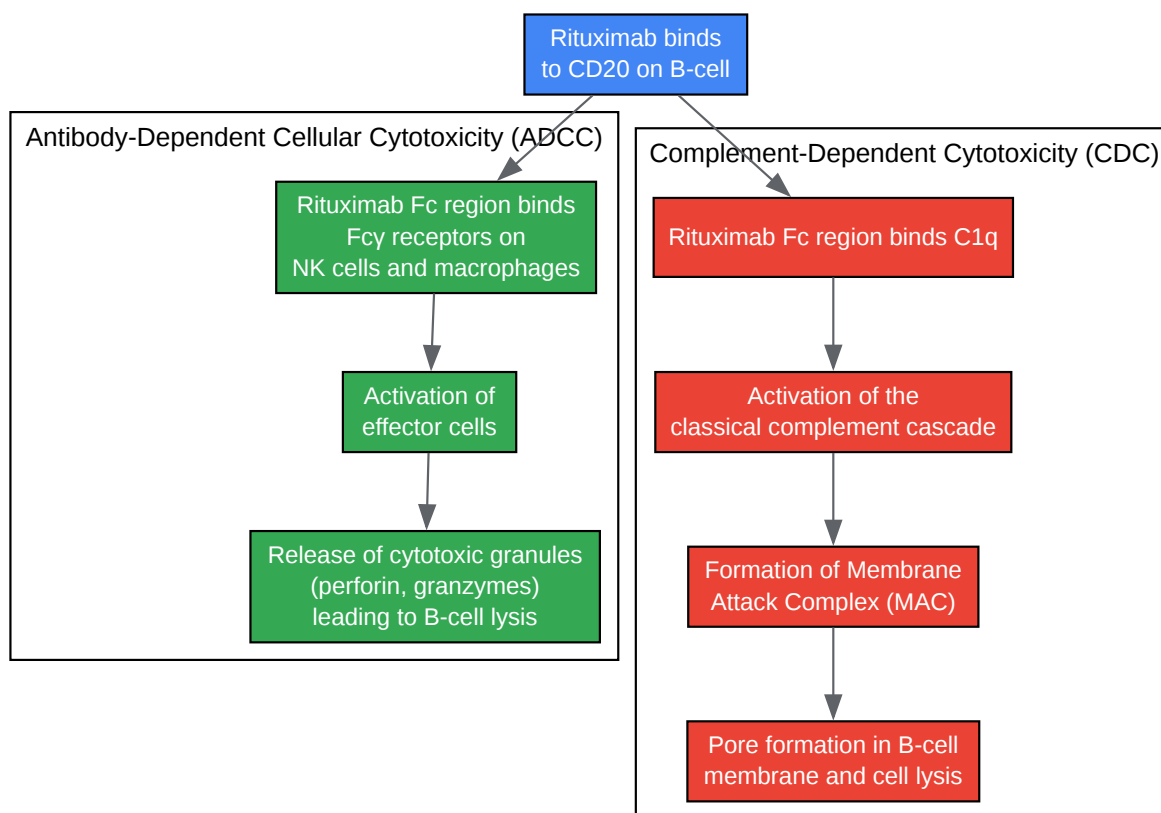 Rituximab binds
to CD20 on B-cell
Antibody-Dependent Cellular Cytotoxicity (ADCC)
Rituximab Fc region binds
Fcγ receptors on
NK cells and macrophages
Activation of
effector cells
Release of cytotoxic granules
(perforin, granzymes)
leading to B-cell lysis
Complement-Dependent Cytotoxicity (CDC)
Rituximab Fc region binds C1q
Activation of the
classical complement cascade
Formation of Membrane
Attack Complex (MAC)
Pore formation in B-cell
membrane and cell lysis